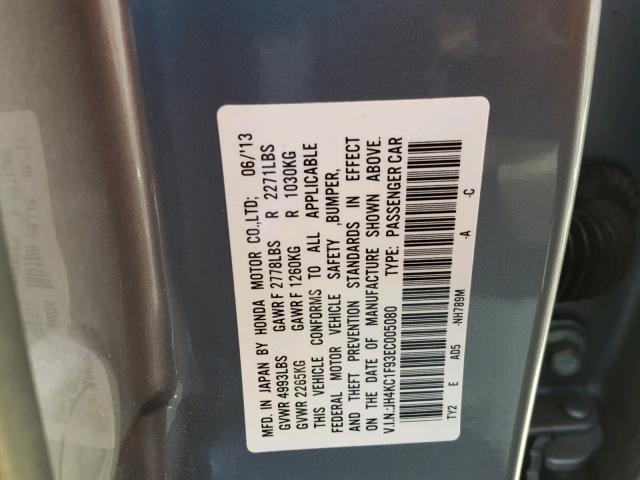 MFD. IN JAPAN BY HONDA MOTOR CO.,LTD; 06/'13
GVWR 4993LBS GAWR F 2778LBS R 2271LBS
GVWR 2265KG GAWR F 1260KG R 1030KG
THIS VEHICLE CONFORMS TO ALL APPLICABLE
FEDERAL MOTOR VEHICLE SAFETY ,BUMPER,
AND THEFT PREVENTION STANDARDS IN EFFECT
ON THE DATE OF MANUFACTURE SHOWN ABOVE.
V.I.N.:JH4KC1F93EC005080 TYPE: PASSENGER CAR
TY2 E AD5 -NH789M -A -C